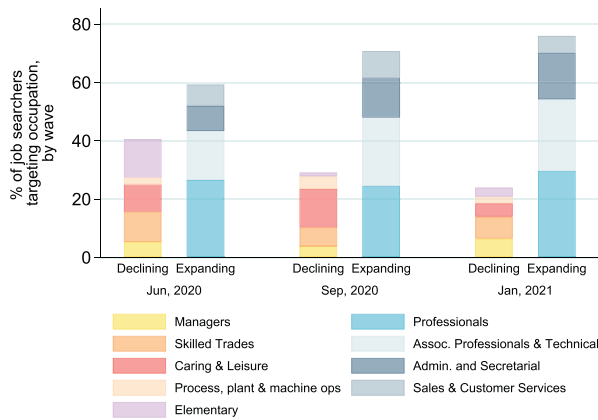 % of job searchers
targeting occupation,
by wave
80
60
40
20
0
Declining Expanding Declining Expanding Declining Expanding
Jun, 2020 Sep, 2020 Jan, 2021
Managers Professionals
Skilled Trades Assoc. Professionals & Technical
Caring & Leisure Admin. and Secretarial
Process, plant & machine ops Sales & Customer Services
Elementary